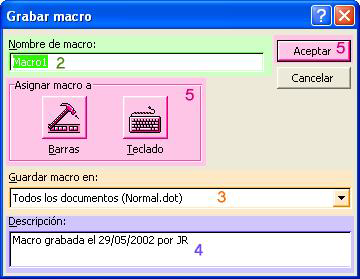 Grabar macro
Nombre de macro:
Macro1 2
Aceptar 5
Cancelar
Asignar macro a 5
Barras Teclado
Guardar macro en:
Todos los documentos (Normal.dot) 3
Descripción:
Macro grabada el 29/05/2002 por JR
4